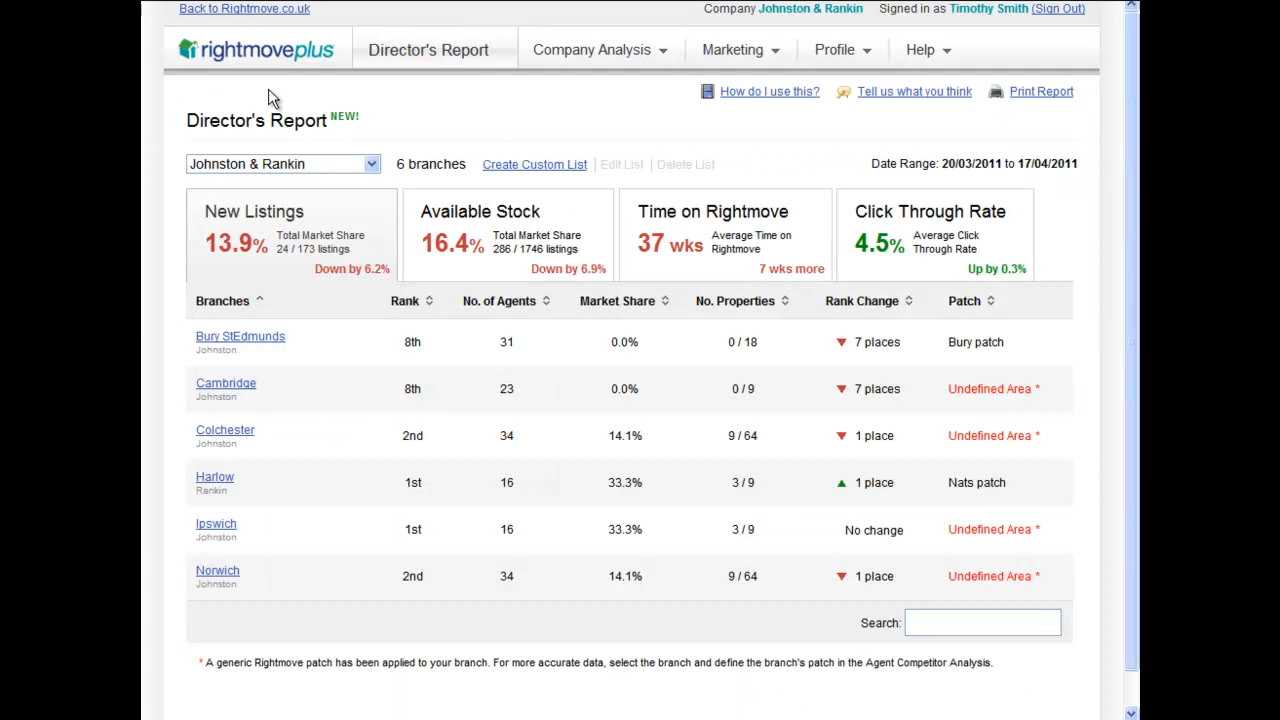 Back to Rightmove.co.uk Company Johnston & Rankin Signed in as Timothy Smith (Sign Out)
rightmoveplus Director's Report Company Analysis Marketing Profile Help
How do I use this? Tell us what you think Print Report
Director's Report NEW!
Johnston & Rankin 6 branches Create Custom List | Edit List | Delete List Date Range: 20/03/2011 to 17/04/2011
New Listings Available Stock Time on Rightmove Click Through Rate
13.9% Total Market Share 24 / 173 listings 16.4% Total Market Share 286 / 1746 listings 37 wks Average Time on Rightmove 4.5% Average Click Through Rate
Down by 6.2% Down by 6.9% 7 wks more Up by 0.3%
Branches Rank No. of Agents Market Share No. Properties Rank Change Patch
Bury StEdmunds 8th 31 0.0% 0 / 18 7 places Bury patch
Johnston
Cambridge 8th 23 0.0% 0 / 9 7 places Undefined Area *
Johnston
Colchester 2nd 34 14.1% 9 / 64 1 place Undefined Area *
Johnston
Harlow 1st 16 33.3% 3 / 9 1 place Nats patch
Rankin
Ipswich 1st 16 33.3% 3 / 9 No change Undefined Area *
Johnston
Norwich 2nd 34 14.1% 9 / 64 1 place Undefined Area *
Johnston
Search:
* A generic Rightmove patch has been applied to your branch. For more accurate data, select the branch and define the branch's patch in the Agent Competitor Analysis.